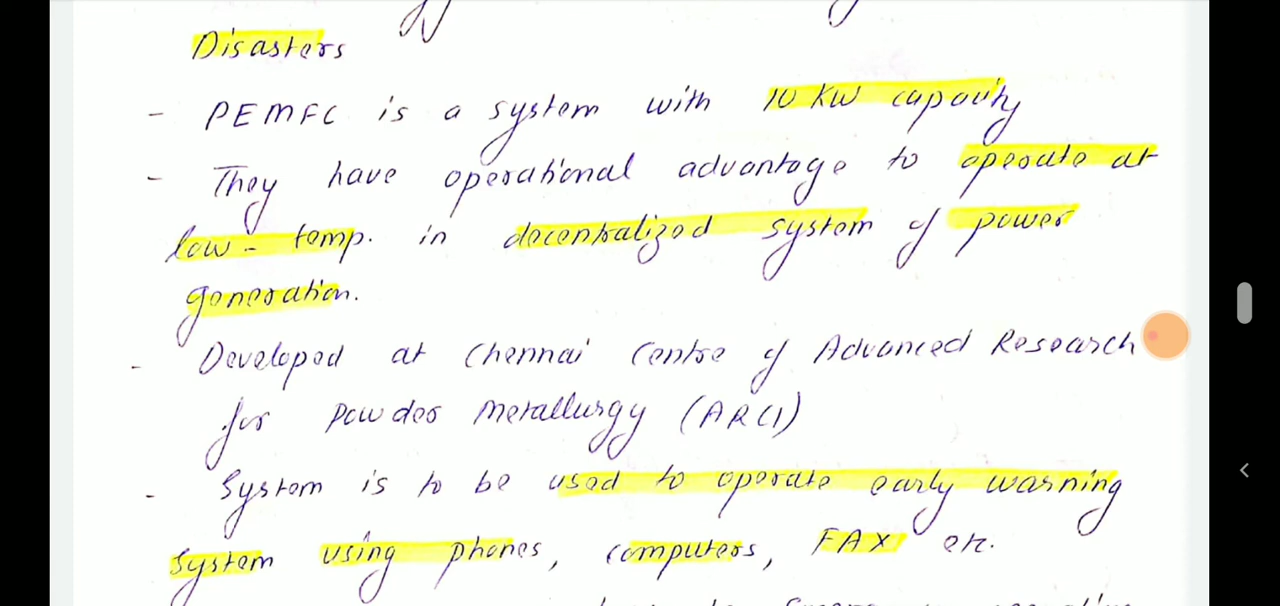 Disasters
- PEMFC is a system with 10 KW capacity
- They have operational advantage to operate at
low-temp. in decentralized system of power
generation.
- Developed at Chennai Centre of Advanced Research
for Powder Metallurgy (ARCI)
- System is to be used to operate early warning
system using phones, computers, FAX etc.